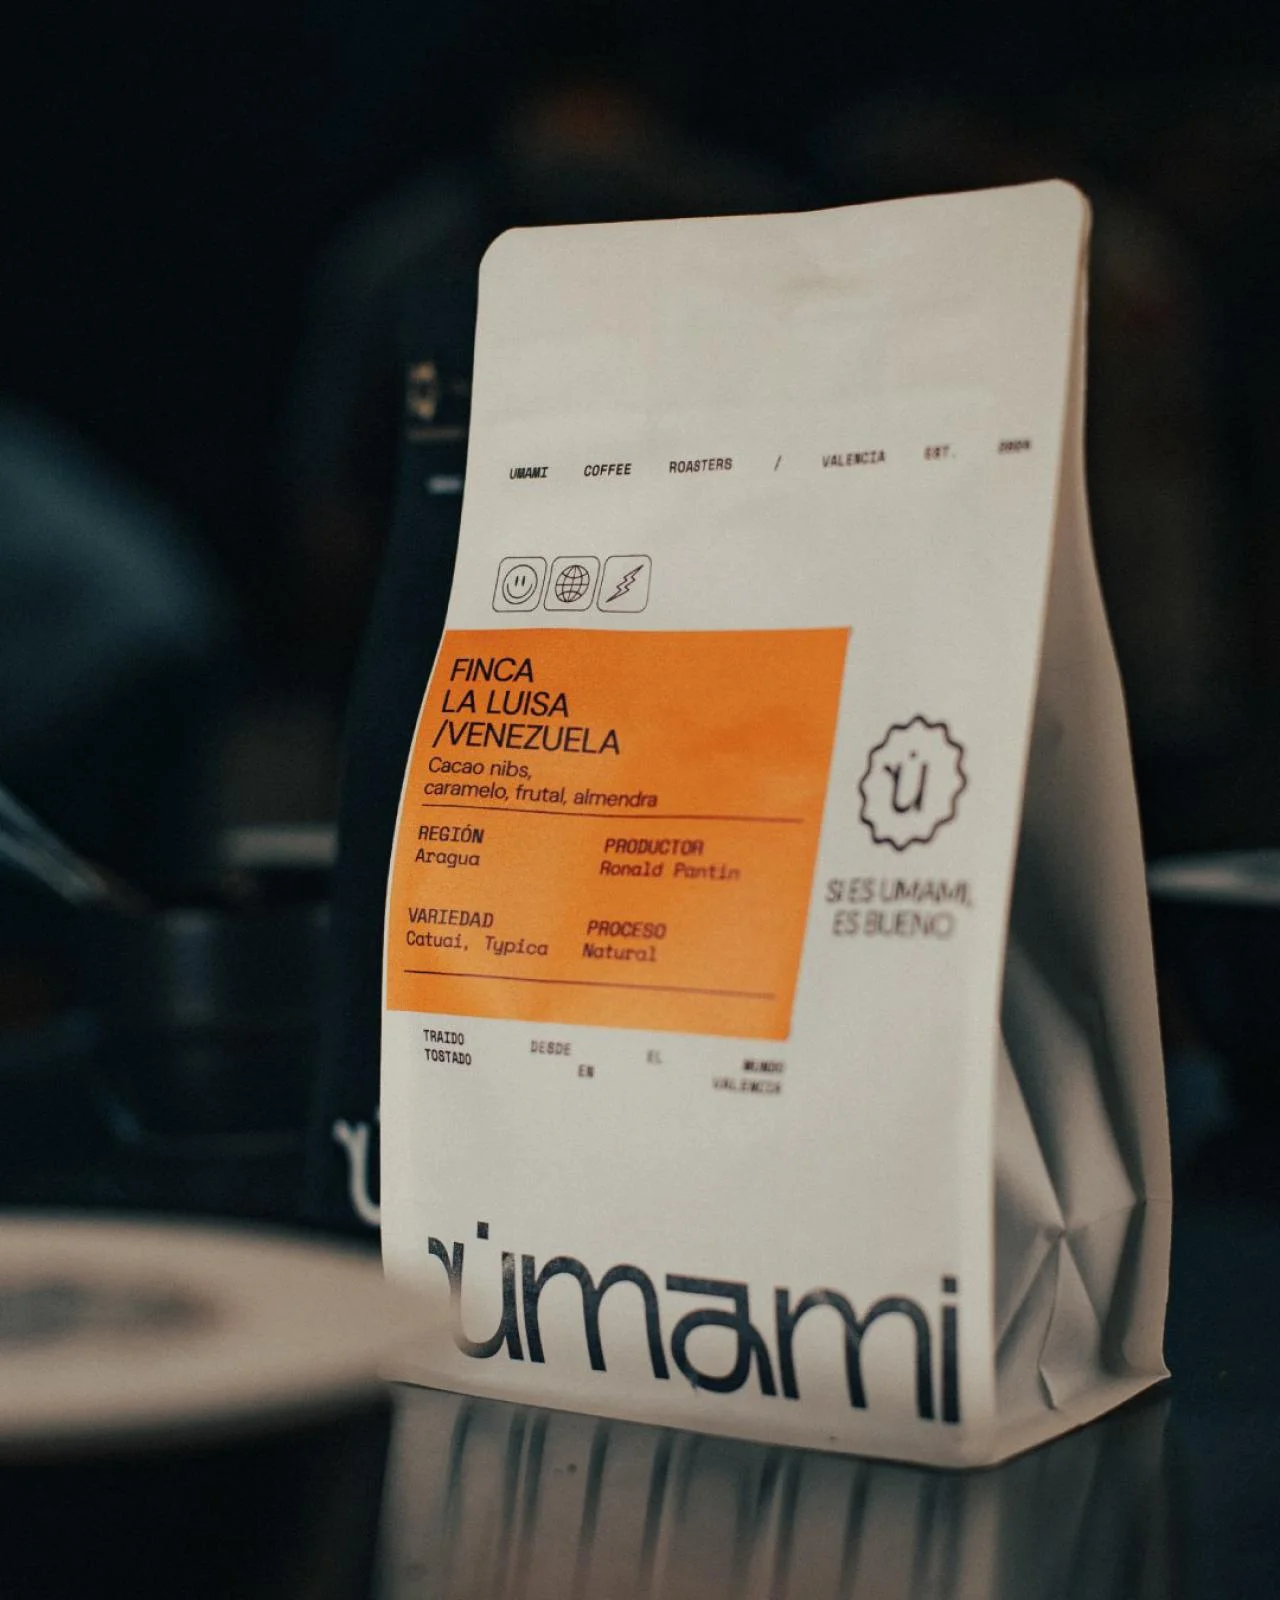 UMAMI COFFEE ROASTERS / VALENCIA EST.
FINCA
LA LUISA
/VENEZUELA
Cacao nibs,
caramelo, frutal, almendra
REGIÓN
Aragua
PRODUCTOR
Ronald Pantin
VARIEDAD
Catuai, Typica
PROCESO
Natural
ú
SI ES UMAMI,
ES BUENO
TRAIDO DESDE EL MUNDO
TOSTADO EN VALENCIA
umami